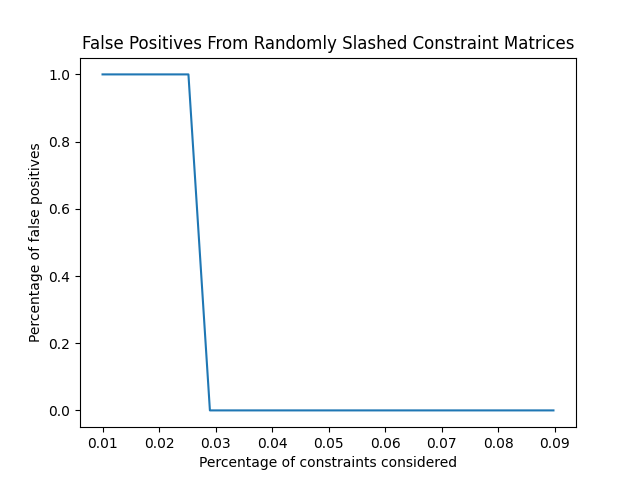 False Positives From Randomly Slashed Constraint Matrices
Percentage of false positives
1.0
0.8
0.6
0.4
0.2
0.0
0.01 0.02 0.03 0.04 0.05 0.06 0.07 0.08 0.09
Percentage of constraints considered